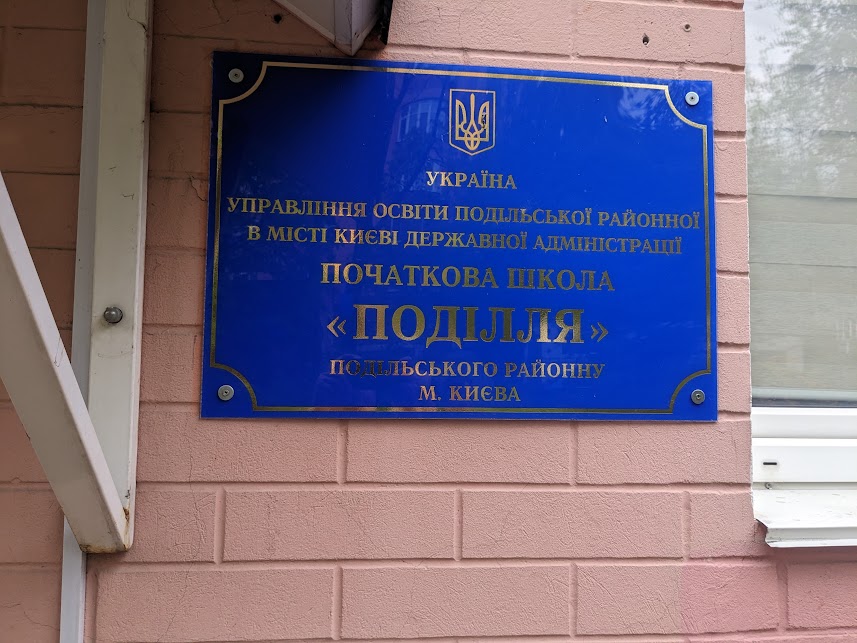 УКРАЇНА
УПРАВЛІННЯ ОСВІТИ ПОДІЛЬСЬКОЇ РАЙОННОЇ
В МІСТІ КИЄВІ ДЕРЖАВНОЇ АДМІНІСТРАЦІЇ
ПОЧАТКОВА ШКОЛА
«ПОДІЛЛЯ»
ПОДІЛЬСЬКОГО РАЙОННУ
М. КИЄВА